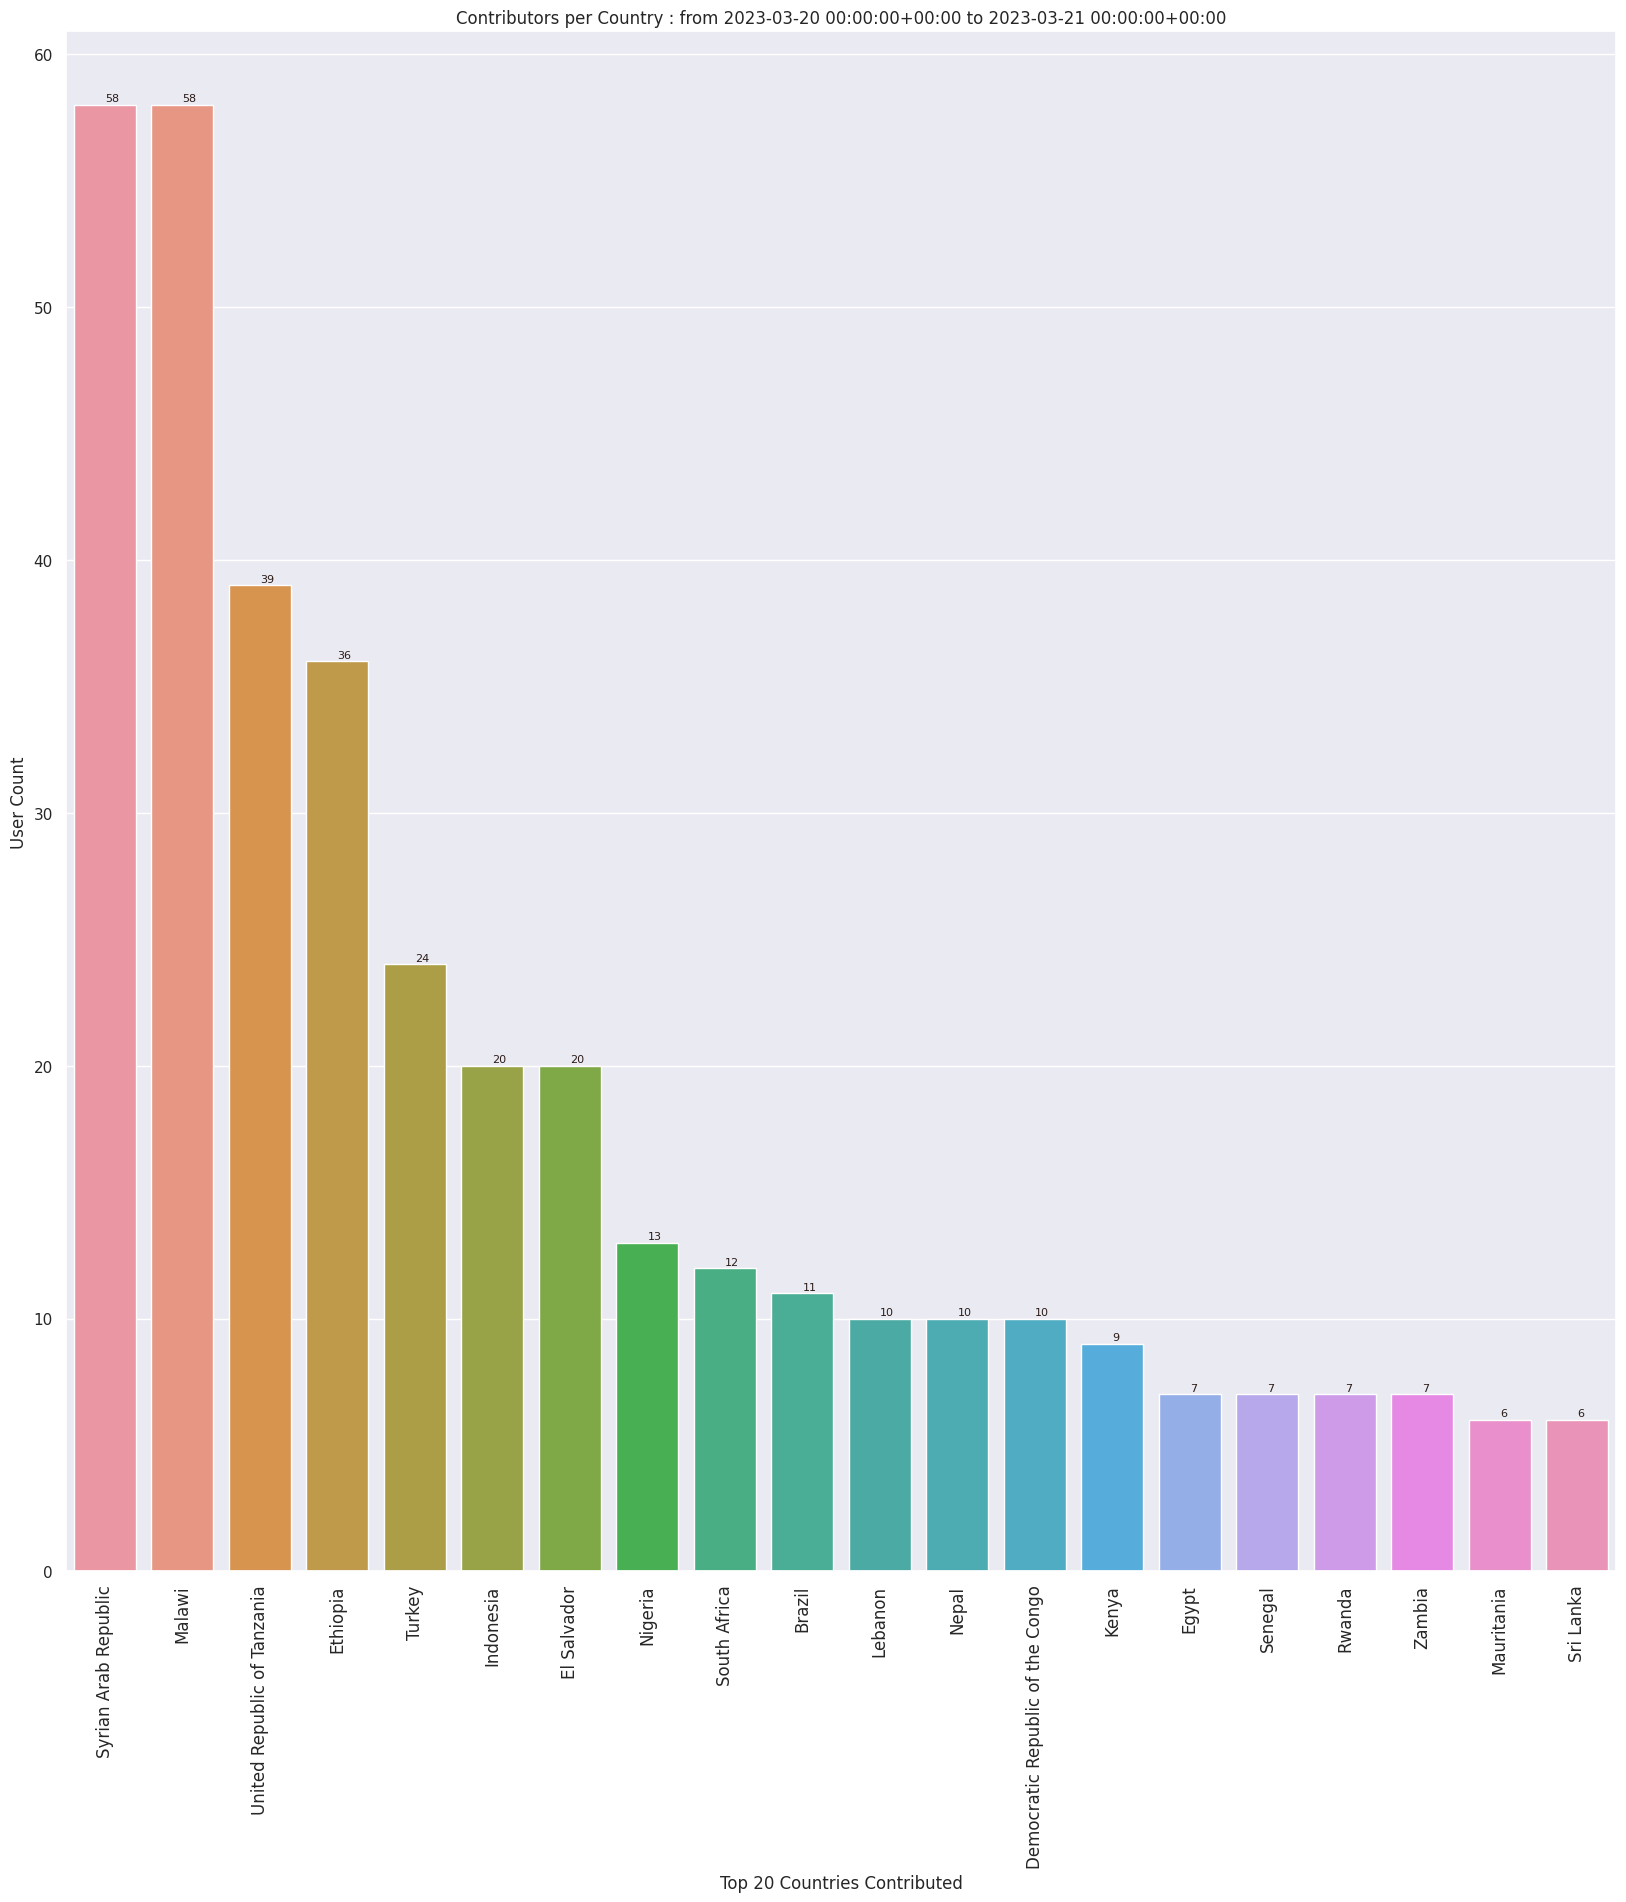 Contributors per Country : from 2023-03-20 00:00:00+00:00 to 2023-03-21 00:00:00+00:00
User Count
60
50
40
30
20
10
0
58
58
39
36
24
20
20
13
12
11
10
10
10
9
7
7
7
7
6
6
Syrian Arab Republic
Malawi
United Republic of Tanzania
Ethiopia
Turkey
Indonesia
El Salvador
Nigeria
South Africa
Brazil
Lebanon
Nepal
Democratic Republic of the Congo
Kenya
Egypt
Senegal
Rwanda
Zambia
Mauritania
Sri Lanka
Top 20 Countries Contributed